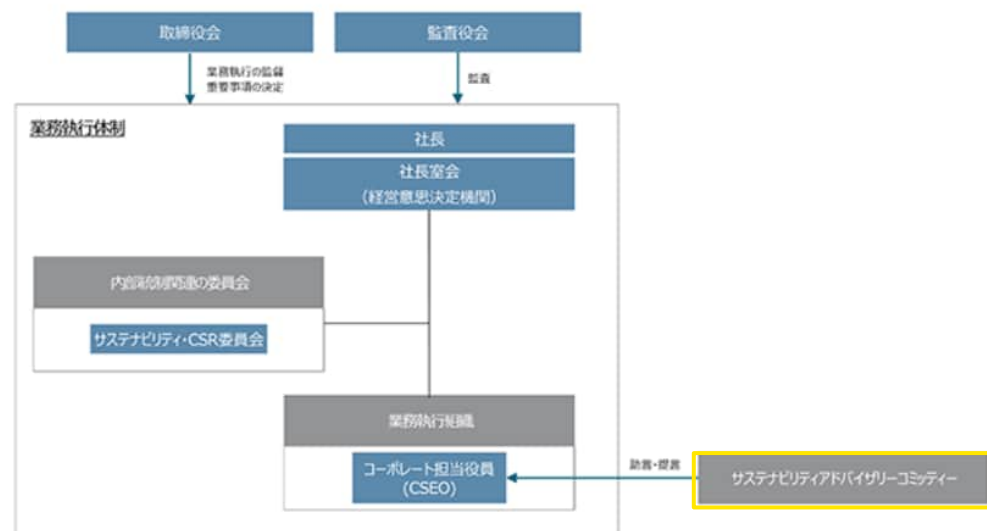 取締役会
監査役会
業務執行の監督
重要事項の決定
監査
業務執行体制
社長
社長室会
（経営意思決定機関）
内部統制関連の委員会
サステナビリティ・CSR委員会
業務執行組織
コーポレート担当役員
(CSEO)
助言・提言
サステナビリティアドバイザリーコミッティー